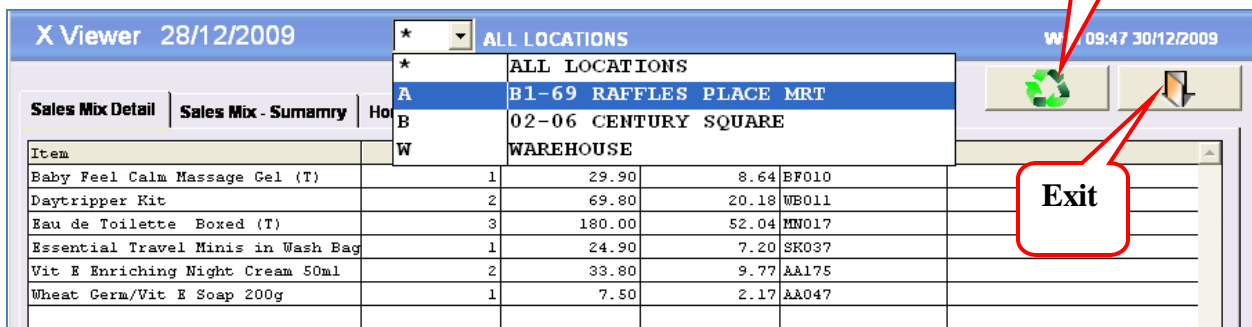 X Viewer 28/12/2009 * ALL LOCATIONS 09:47 30/12/2009
* ALL LOCATIONS
A B1-69 RAFFLES PLACE MRT
B 02-06 CENTURY SQUARE
W WAREHOUSE
Sales Mix Detail Sales Mix - Sumamry
Exit
Item
Baby Feel Calm Massage Gel (T) 1 29.90 8.64 BF010
Daytripper Kit 2 69.80 20.18 WB011
Eau de Toilette Boxed (T) 3 180.00 52.04 MN017
Essential Travel Minis in Wash Bag 1 24.90 7.20 SK037
Vit E Enriching Night Cream 50ml 2 33.80 9.77 AA175
Wheat Germ/Vit E Soap 200g 1 7.50 2.17 AA047